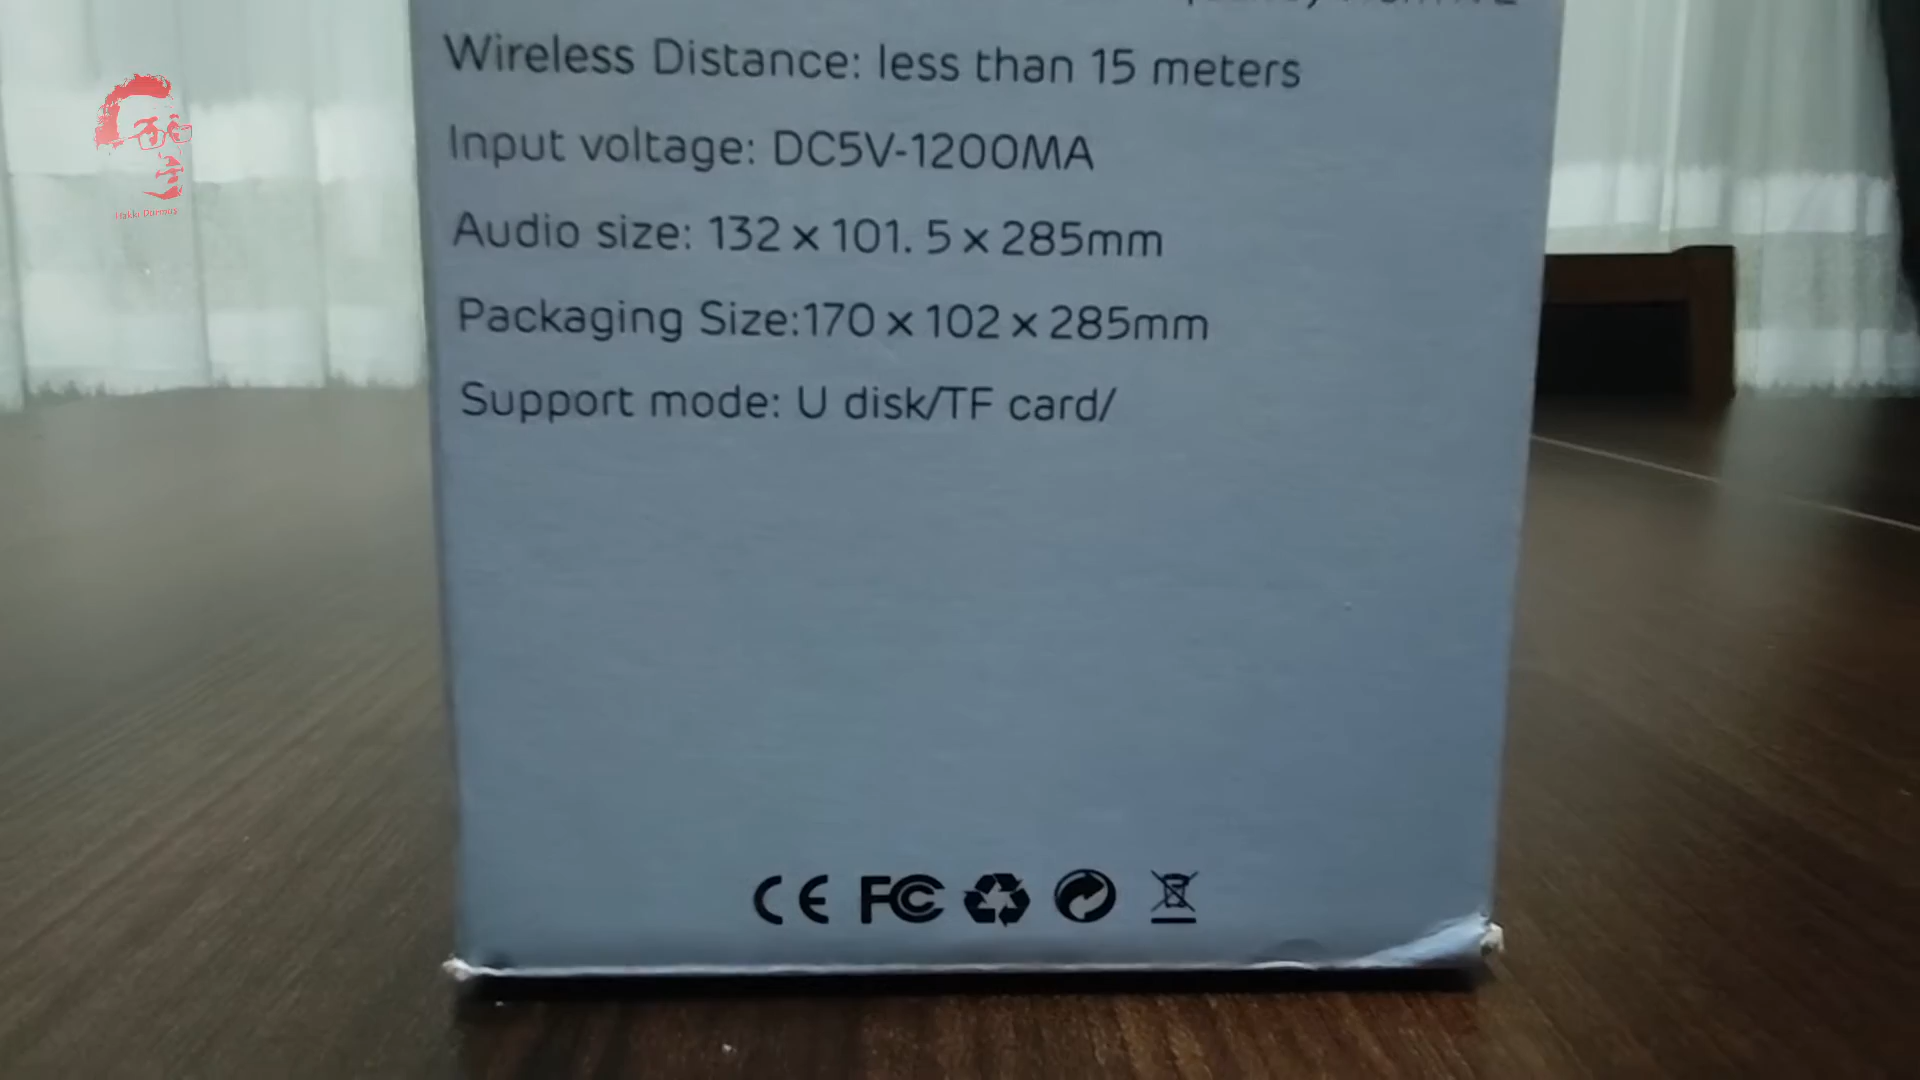 Wireless Distance: less than 15 meters
Input voltage: DC5V-1200MA
Audio size: 132 x 101. 5 x 285mm
Packaging Size:170 x 102 x 285mm
Support mode: U disk/TF card/
CE FC